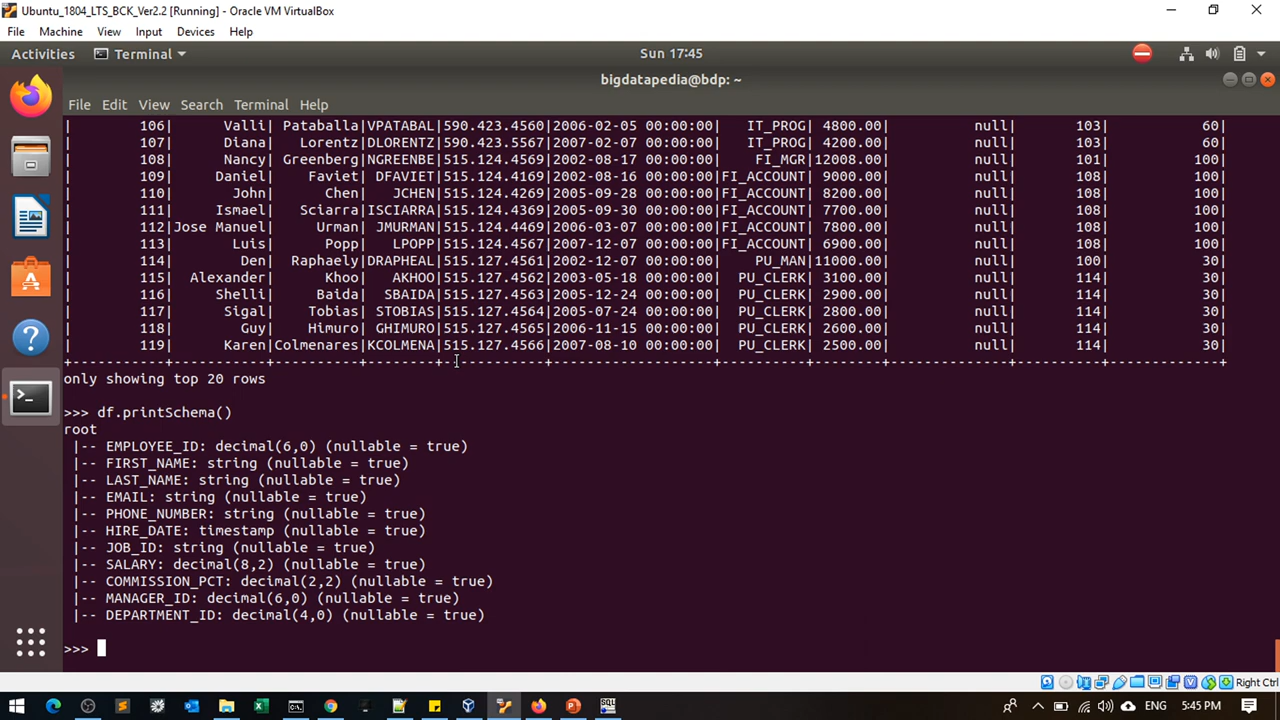 Ubuntu_1804_LTS_BCK_Ver2.2 [Running] - Oracle VM VirtualBox
File Machine View Input Devices Help
Activities Terminal Sun 17:45
bigdatapedia@bdp: ~
File Edit View Search Terminal Help
| 106| Valli| Pataballa|VPATABAL|590.423.4560|2006-02-05 00:00:00| IT_PROG| 4800.00| null| 103| 60|
| 107| Diana| Lorentz|DLORENTZ|590.423.5567|2007-02-07 00:00:00| IT_PROG| 4200.00| null| 103| 60|
| 108| Nancy| Greenberg|NGREENBE|515.124.4569|2002-08-17 00:00:00| FI_MGR|12008.00| null| 101| 100|
| 109| Daniel| Faviet| DFAVIET|515.124.4169|2002-08-16 00:00:00|FI_ACCOUNT| 9000.00| null| 108| 100|
| 110| John| Chen| JCHEN|515.124.4269|2005-09-28 00:00:00|FI_ACCOUNT| 8200.00| null| 108| 100|
| 111| Ismael| Sciarra|ISCIARRA|515.124.4369|2005-09-30 00:00:00|FI_ACCOUNT| 7700.00| null| 108| 100|
| 112|Jose Manuel| Urman| JMURMAN|515.124.4469|2006-03-07 00:00:00|FI_ACCOUNT| 7800.00| null| 108| 100|
| 113| Luis| Popp| LPOPP|515.124.4567|2007-12-07 00:00:00|FI_ACCOUNT| 6900.00| null| 108| 100|
| 114| Den| Raphaely|DRAPHEAL|515.127.4561|2002-12-07 00:00:00| PU_MAN|11000.00| null| 100| 30|
| 115| Alexander| Khoo| AKHOO|515.127.4562|2003-05-18 00:00:00| PU_CLERK| 3100.00| null| 114| 30|
| 116| Shelli| Baida| SBAIDA|515.127.4563|2005-12-24 00:00:00| PU_CLERK| 2900.00| null| 114| 30|
| 117| Sigal| Tobias| STOBIAS|515.127.4564|2005-07-24 00:00:00| PU_CLERK| 2800.00| null| 114| 30|
| 118| Guy| Himuro| GHIMURO|515.127.4565|2006-11-15 00:00:00| PU_CLERK| 2600.00| null| 114| 30|
| 119| Karen|Colmenares|KCOLMENA|515.127.4566|2007-08-10 00:00:00| PU_CLERK| 2500.00| null| 114| 30|
+-----------+-----------+----------+--------+------------+-------------------+----------+--------+--------------+----------+-------------+
only showing top 20 rows
>>> df.printSchema()
root
|-- EMPLOYEE_ID: decimal(6,0) (nullable = true)
|-- FIRST_NAME: string (nullable = true)
|-- LAST_NAME: string (nullable = true)
|-- EMAIL: string (nullable = true)
|-- PHONE_NUMBER: string (nullable = true)
|-- HIRE_DATE: timestamp (nullable = true)
|-- JOB_ID: string (nullable = true)
|-- SALARY: decimal(8,2) (nullable = true)
|-- COMMISSION_PCT: decimal(2,2) (nullable = true)
|-- MANAGER_ID: decimal(6,0) (nullable = true)
|-- DEPARTMENT_ID: decimal(4,0) (nullable = true)
>>>
Right Ctrl
ENG 5:45 PM